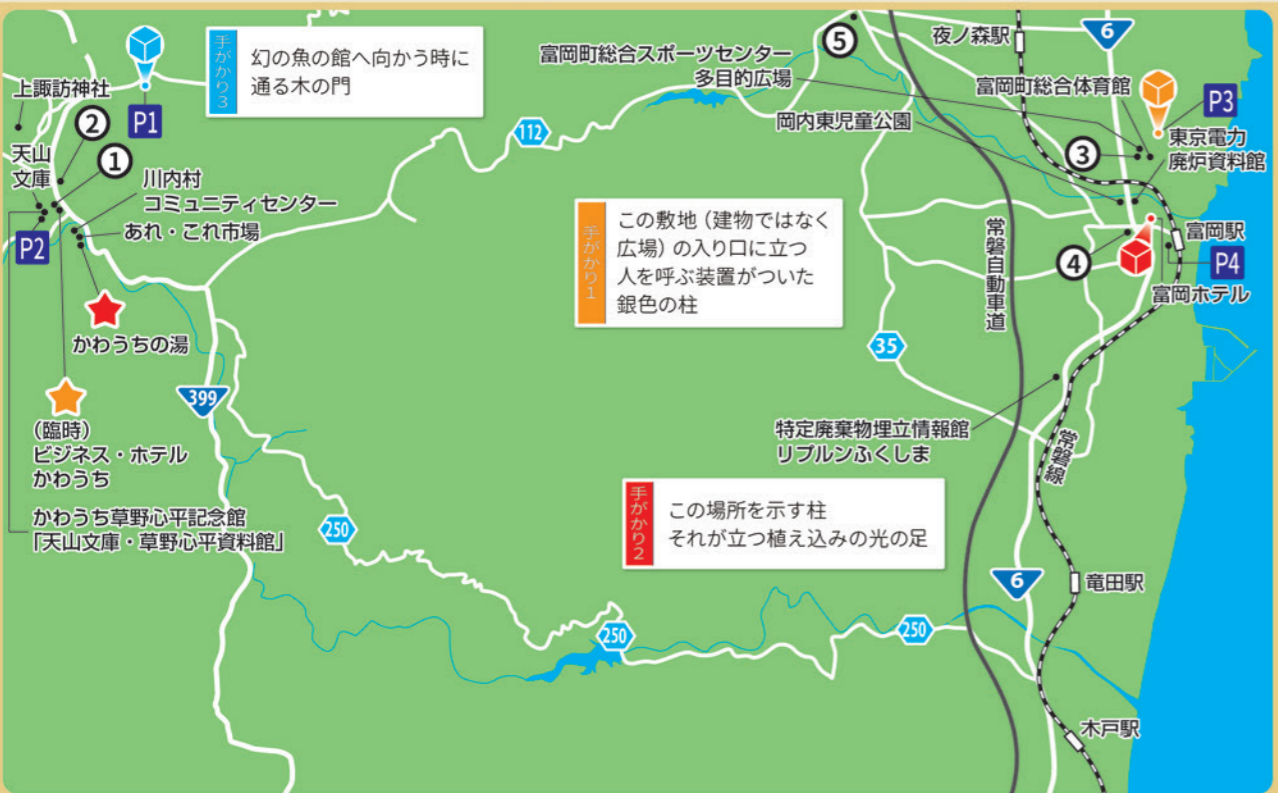 手がかり3
幻の魚の館へ向かう時に
通る木の門
上諏訪神社
P1
②
①
天山
文庫
川内村
コミュニティセンター
あれ・これ市場
P2
かわうちの湯
399
(臨時)
ビジネス・ホテル
かわうち
かわうち草野心平記念館
「天山文庫・草野心平資料館」
112
富岡町総合スポーツセンター
多目的広場
⑤
夜ノ森駅
6
富岡町総合体育館
P3
岡内東児童公園
③
東京電力
廃炉資料館
手がかり1
この敷地(建物ではなく
広場)の入り口に立つ
人を呼ぶ装置がついた
銀色の柱
常磐自動車道
④
富岡駅
P4
富岡ホテル
35
特定廃棄物埋立情報館
リプルンふくしま
常磐線
手がかり2
この場所を示す柱
それが立つ植え込みの光の足
250
250
250
6
竜田駅
木戸駅